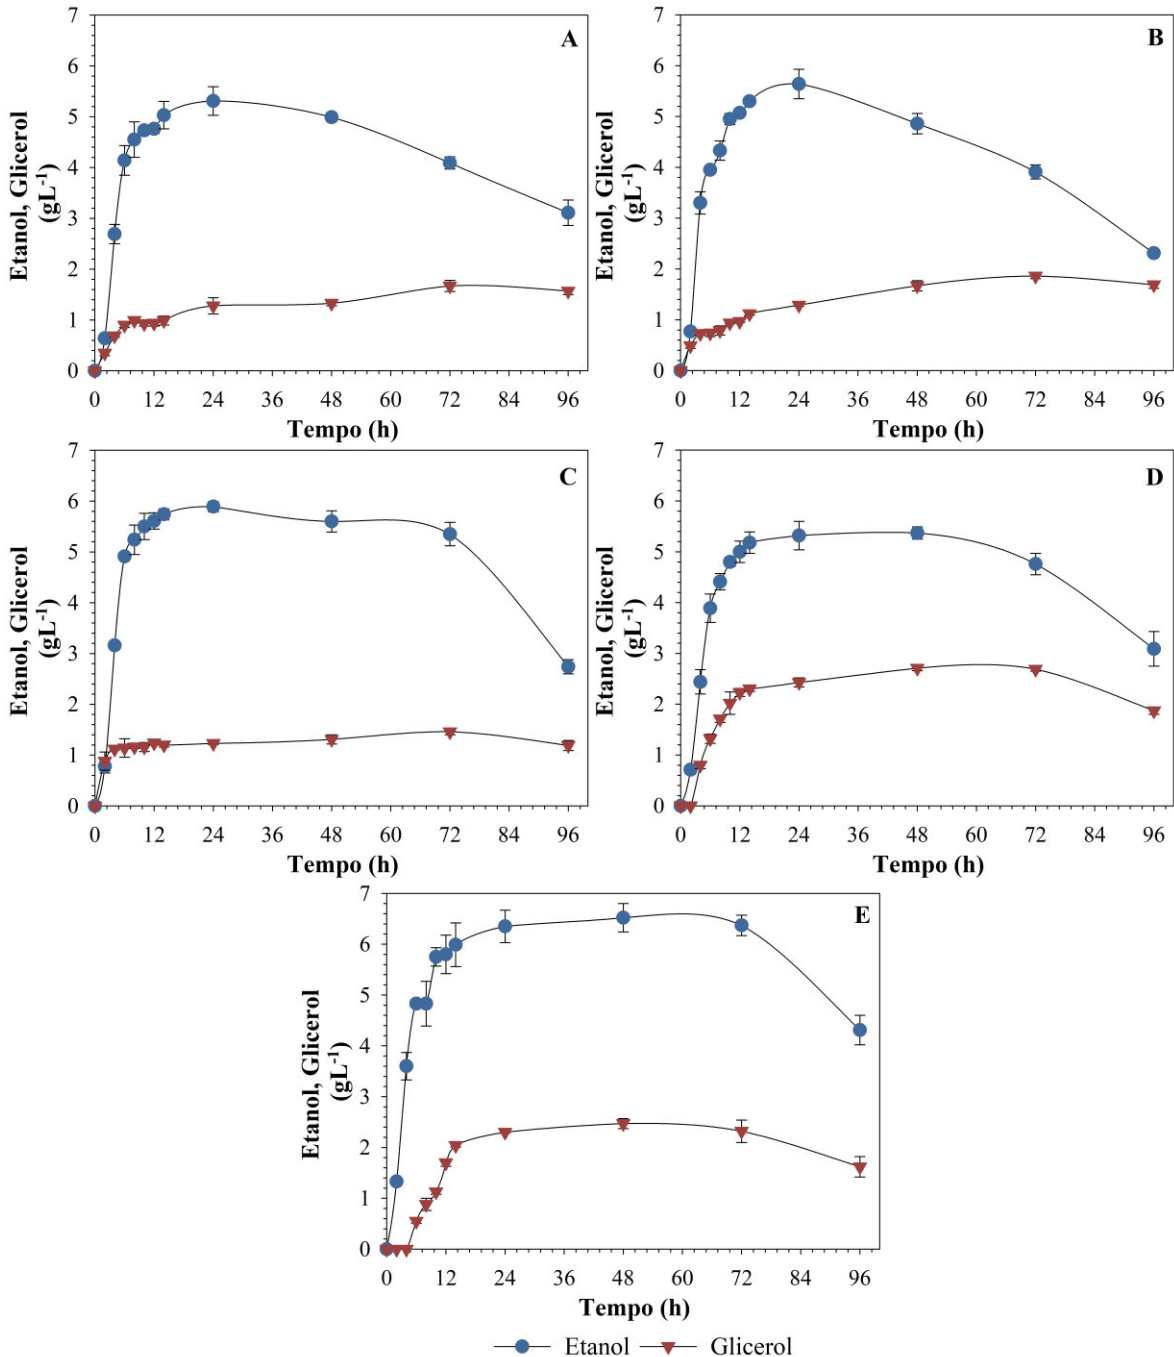 A
7
6
5
4
3
2
1
0
Etanol, Glicerol
(gL⁻¹)
0 12 24 36 48 60 72 84 96
Tempo (h)
B
7
6
5
4
3
2
1
0
Etanol, Glicerol
(gL⁻¹)
0 12 24 36 48 60 72 84 96
Tempo (h)
C
7
6
5
4
3
2
1
0
Etanol, Glicerol
(gL⁻¹)
0 12 24 36 48 60 72 84 96
Tempo (h)
D
7
6
5
4
3
2
1
0
Etanol, Glicerol
(gL⁻¹)
0 12 24 36 48 60 72 84 96
Tempo (h)
E
7
6
5
4
3
2
1
0
Etanol, Glicerol
(gL⁻¹)
0 12 24 36 48 60 72 84 96
Tempo (h)
Etanol Glicerol